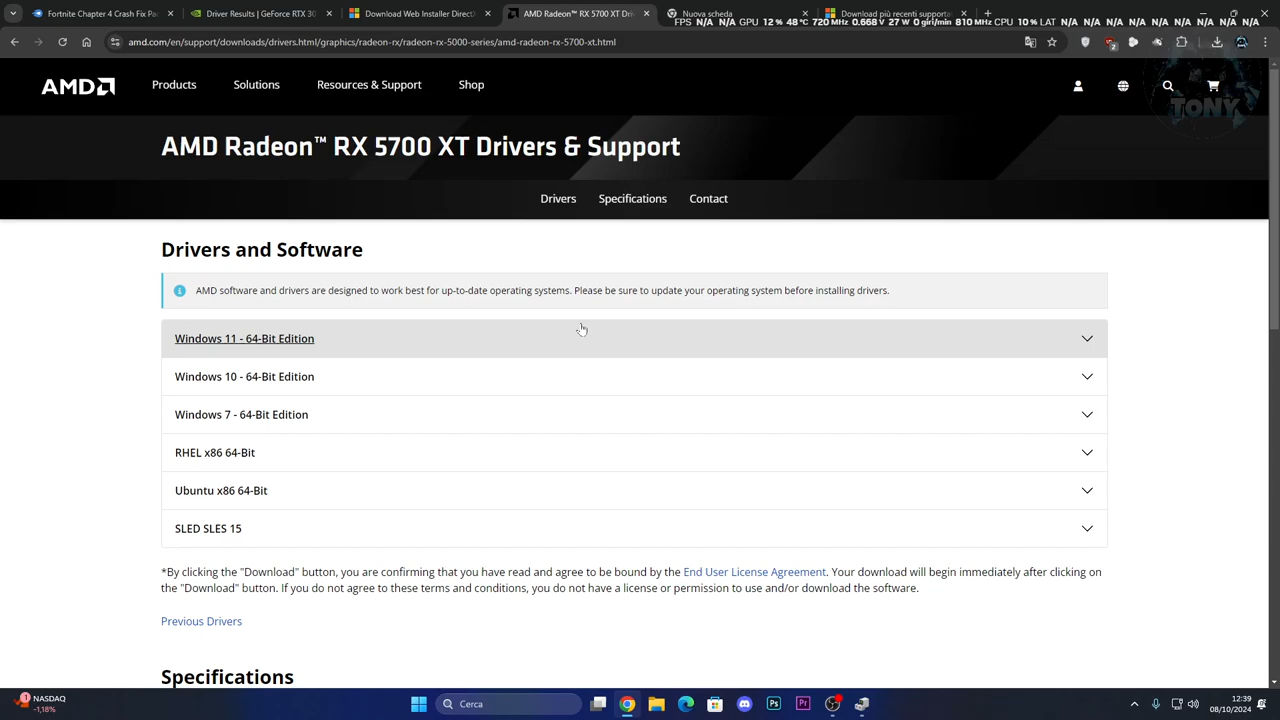 Fortnite Chapter 4 Crash Fix Pac
Driver Results | GeForce RTX 30
Download Web Installer DirectX
AMD Radeon™ RX 5700 XT Dri
Nuova scheda
Download più recenti supportat
FPS N/A N/A GPU 12 % 48 °C 720 MHz 0.668 V 27 W 0 giri/min 810 MHz CPU 10 % LAT N/A N/A N/A N/A N/A N/A N/A N/A
amd.com/en/support/downloads/drivers.html/graphics/radeon-rx/radeon-rx-5000-series/amd-radeon-rx-5700-xt.html
2
AMD
Products
Solutions
Resources & Support
Shop
TONY
AMD Radeon™ RX 5700 XT Drivers & Support
Drivers
Specifications
Contact
Drivers and Software
AMD software and drivers are designed to work best for up-to-date operating systems. Please be sure to update your operating system before installing drivers.
Windows 11 - 64-Bit Edition
Windows 10 - 64-Bit Edition
Windows 7 - 64-Bit Edition
RHEL x86 64-Bit
Ubuntu x86 64-Bit
SLED SLES 15
*By clicking the "Download" button, you are confirming that you have read and agree to be bound by the End User License Agreement. Your download will begin immediately after clicking on
the "Download" button. If you do not agree to these terms and conditions, you do not have a license or permission to use and/or download the software.
Previous Drivers
Specifications
1
NASDAQ
-1,18%
Cerca
Ps
Pr
12:39
08/10/2024